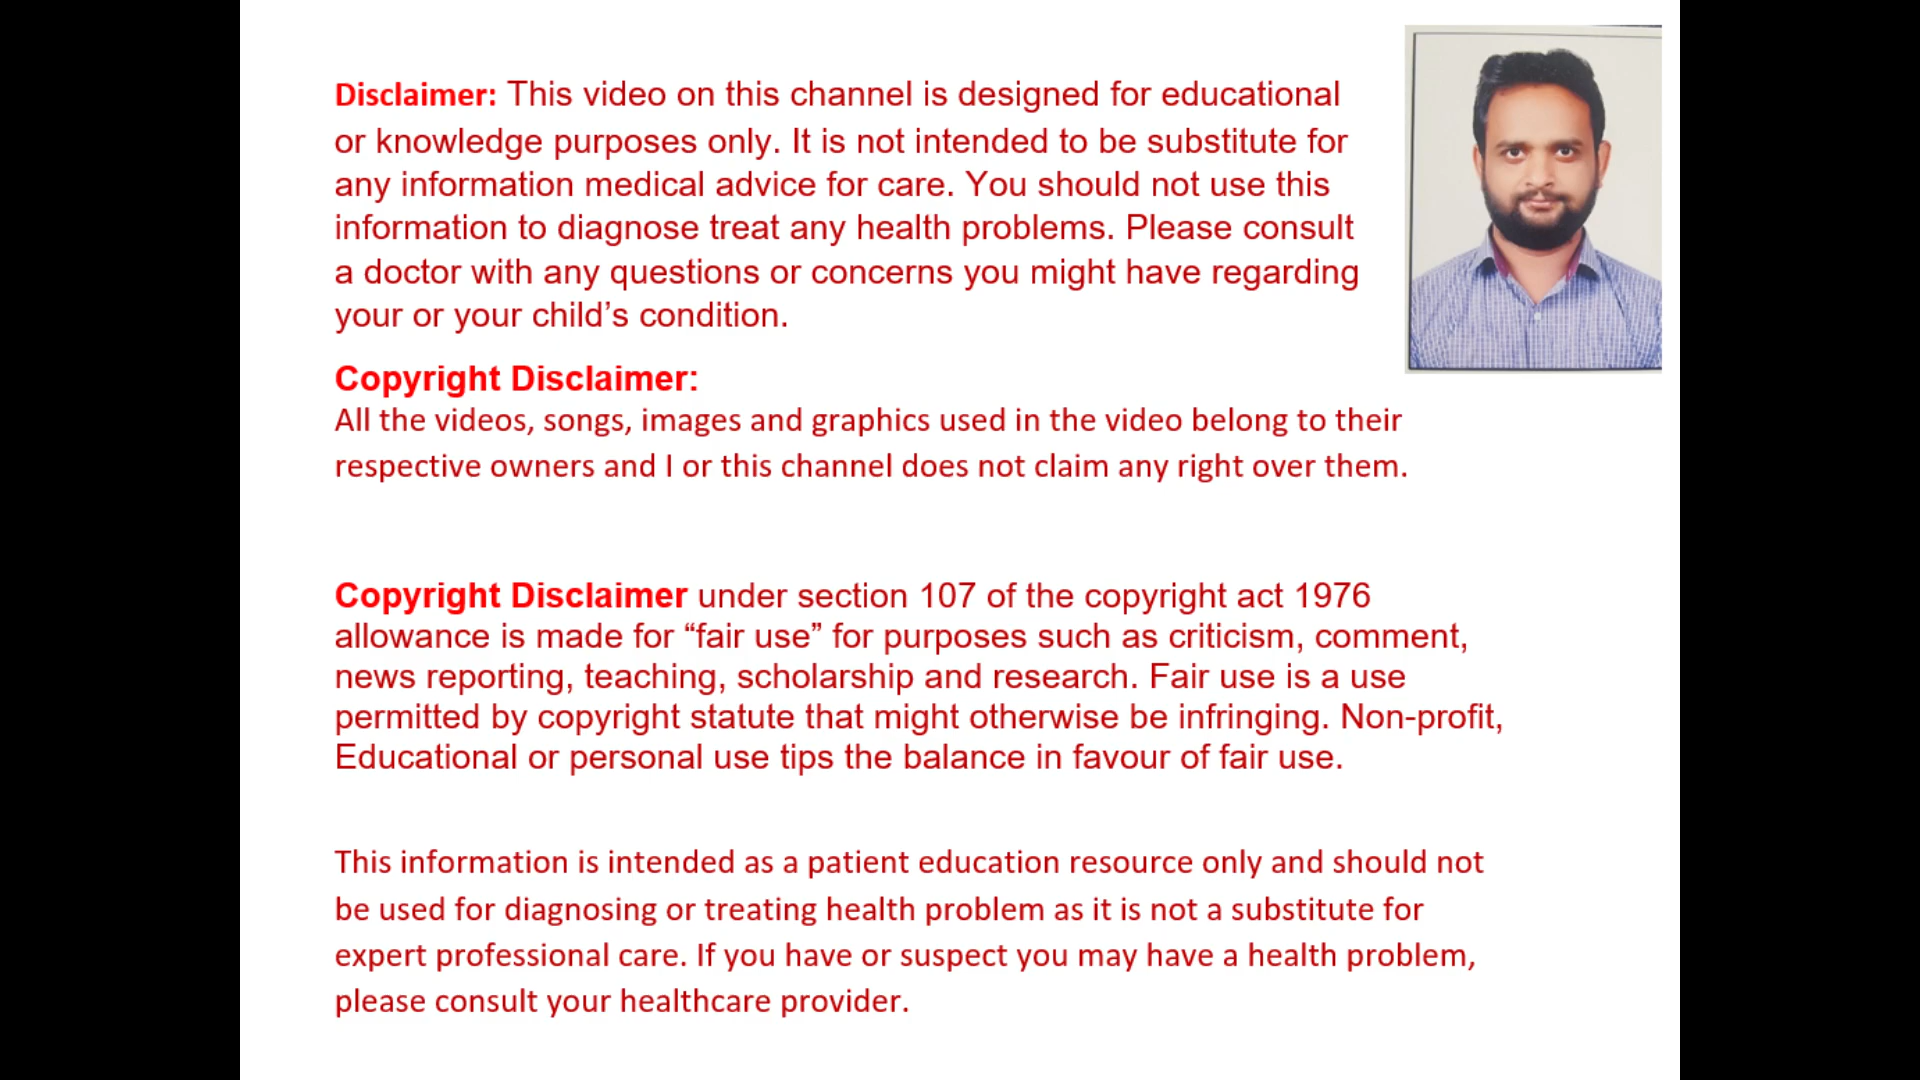 Disclaimer: This video on this channel is designed for educational
or knowledge purposes only. It is not intended to be substitute for
any information medical advice for care. You should not use this
information to diagnose treat any health problems. Please consult
a doctor with any questions or concerns you might have regarding
your or your child’s condition.
Copyright Disclaimer:
All the videos, songs, images and graphics used in the video belong to their
respective owners and I or this channel does not claim any right over them.
Copyright Disclaimer under section 107 of the copyright act 1976
allowance is made for “fair use” for purposes such as criticism, comment,
news reporting, teaching, scholarship and research. Fair use is a use
permitted by copyright statute that might otherwise be infringing. Non-profit,
Educational or personal use tips the balance in favour of fair use.
This information is intended as a patient education resource only and should not
be used for diagnosing or treating health problem as it is not a substitute for
expert professional care. If you have or suspect you may have a health problem,
please consult your healthcare provider.